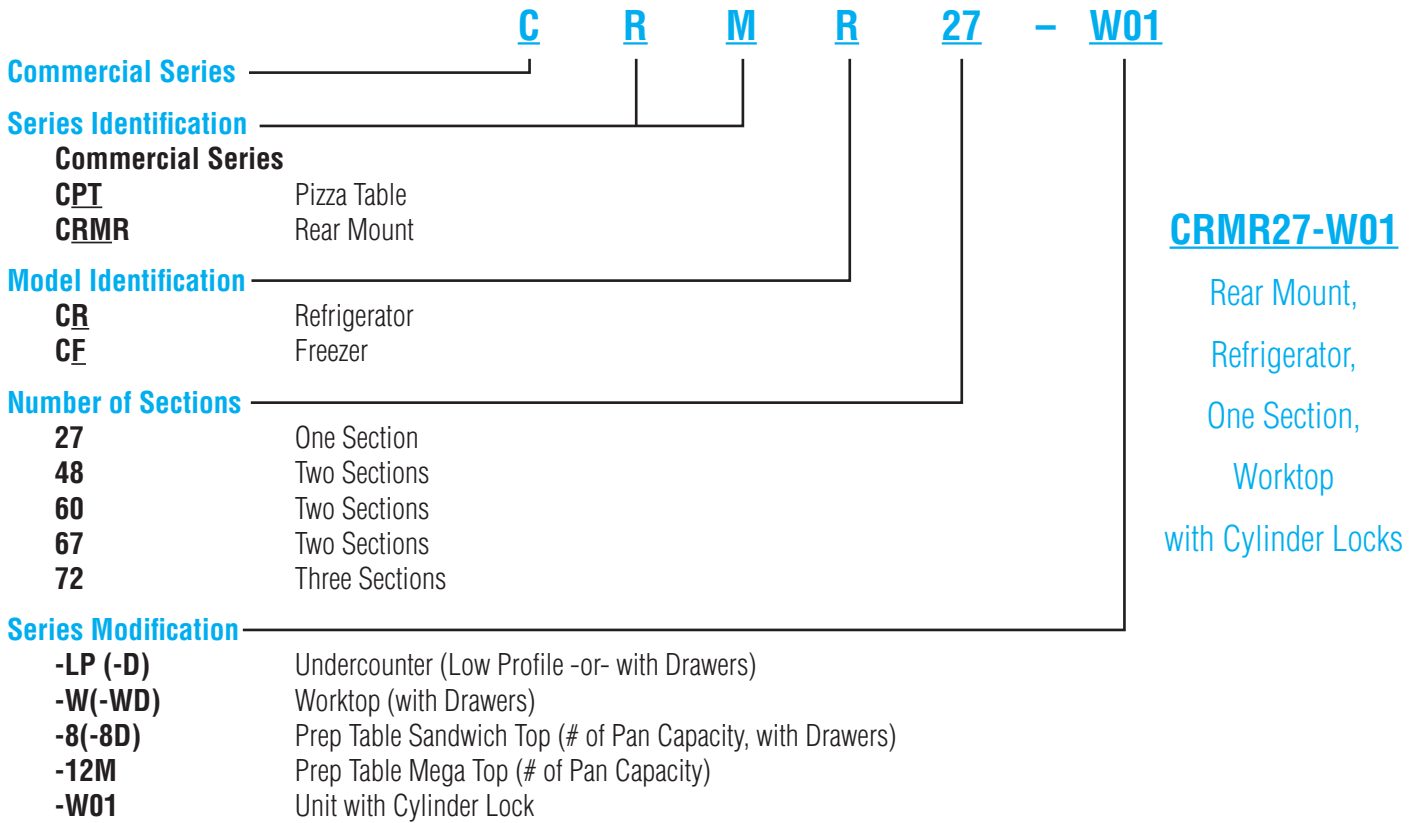 C R M R 27 – W01
Commercial Series
Series Identification
Commercial Series
CPT Pizza Table
CRMR Rear Mount
Model Identification
CR Refrigerator
CF Freezer
Number of Sections
27 One Section
48 Two Sections
60 Two Sections
67 Two Sections
72 Three Sections
Series Modification
-LP (-D) Undercounter (Low Profile -or- with Drawers)
-W(-WD) Worktop (with Drawers)
-8(-8D) Prep Table Sandwich Top (# of Pan Capacity, with Drawers)
-12M Prep Table Mega Top (# of Pan Capacity)
-W01 Unit with Cylinder Lock
CRMR27-W01
Rear Mount,
Refrigerator,
One Section,
Worktop
with Cylinder Locks